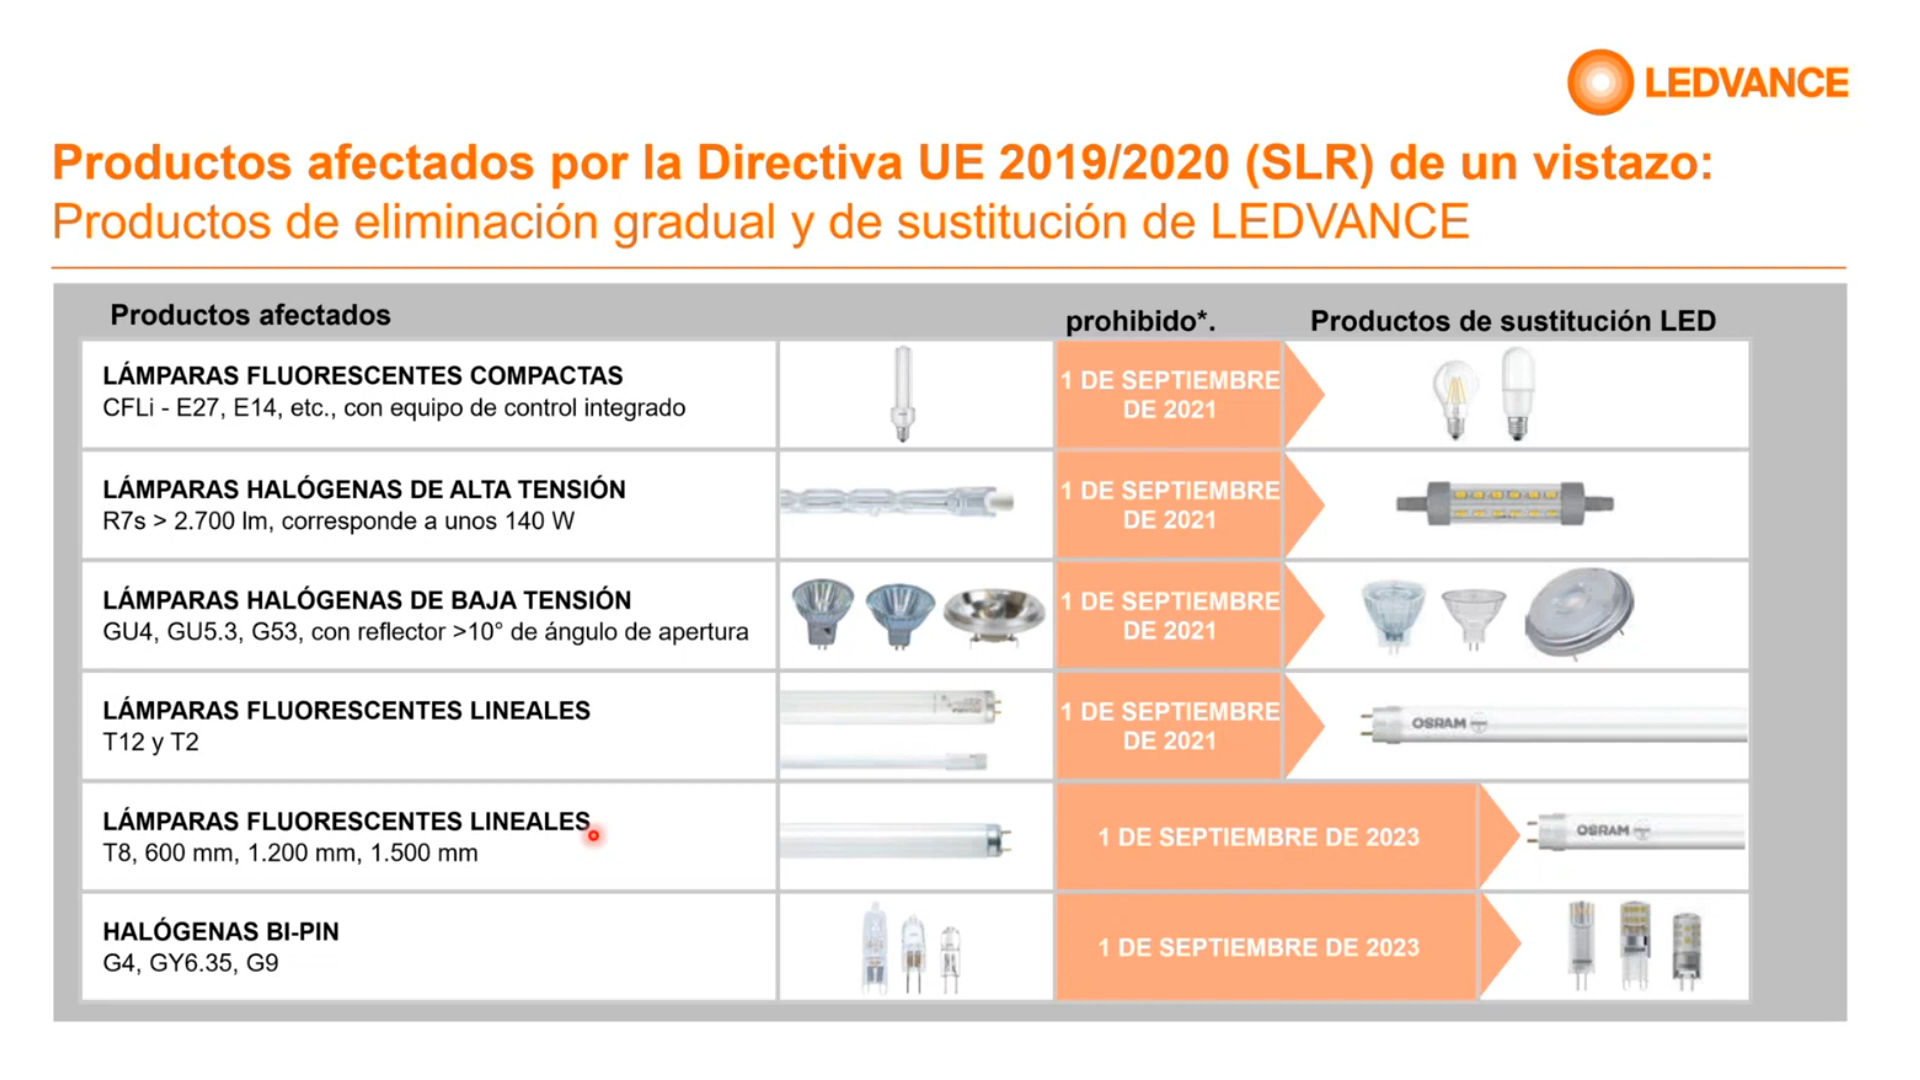 LEDVANCE
Productos afectados por la Directiva UE 2019/2020 (SLR) de un vistazo:
Productos de eliminación gradual y de sustitución de LEDVANCE
Productos afectados
prohibido*.
Productos de sustitución LED
LÁMPARAS FLUORESCENTES COMPACTAS
CFLi - E27, E14, etc., con equipo de control integrado
1 DE SEPTIEMBRE
DE 2021
LÁMPARAS HALÓGENAS DE ALTA TENSIÓN
R7s > 2.700 lm, corresponde a unos 140 W
1 DE SEPTIEMBRE
DE 2021
LÁMPARAS HALÓGENAS DE BAJA TENSIÓN
GU4, GU5.3, G53, con reflector >10° de ángulo de apertura
1 DE SEPTIEMBRE
DE 2021
LÁMPARAS FLUORESCENTES LINEALES
T12 y T2
1 DE SEPTIEMBRE
DE 2021
OSRAM
LÁMPARAS FLUORESCENTES LINEALES
T8, 600 mm, 1.200 mm, 1.500 mm
1 DE SEPTIEMBRE DE 2023
OSRAM
HALÓGENAS BI-PIN
G4, GY6.35, G9
1 DE SEPTIEMBRE DE 2023